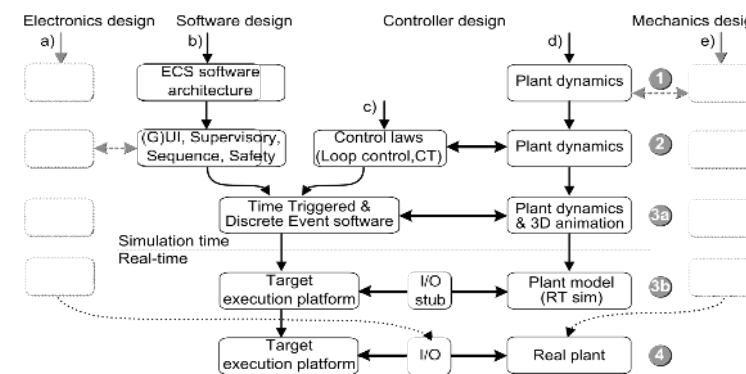 Electronics design Software design Controller design Mechanics desig
a) b) d) e)
ECS software
architecture
Plant dynamics
1
c)
(G)UI, Supervisory,
Sequence, Safety
Control laws
(Loop control,CT)
Plant dynamics
2
Time Triggered &
Discrete Event software
Plant dynamics
& 3D animation
3a
Simulation time
Real-time
Target
execution platform
I/O
stub
Plant model
(RT sim)
3b
Target
execution platform
I/O
Real plant
4